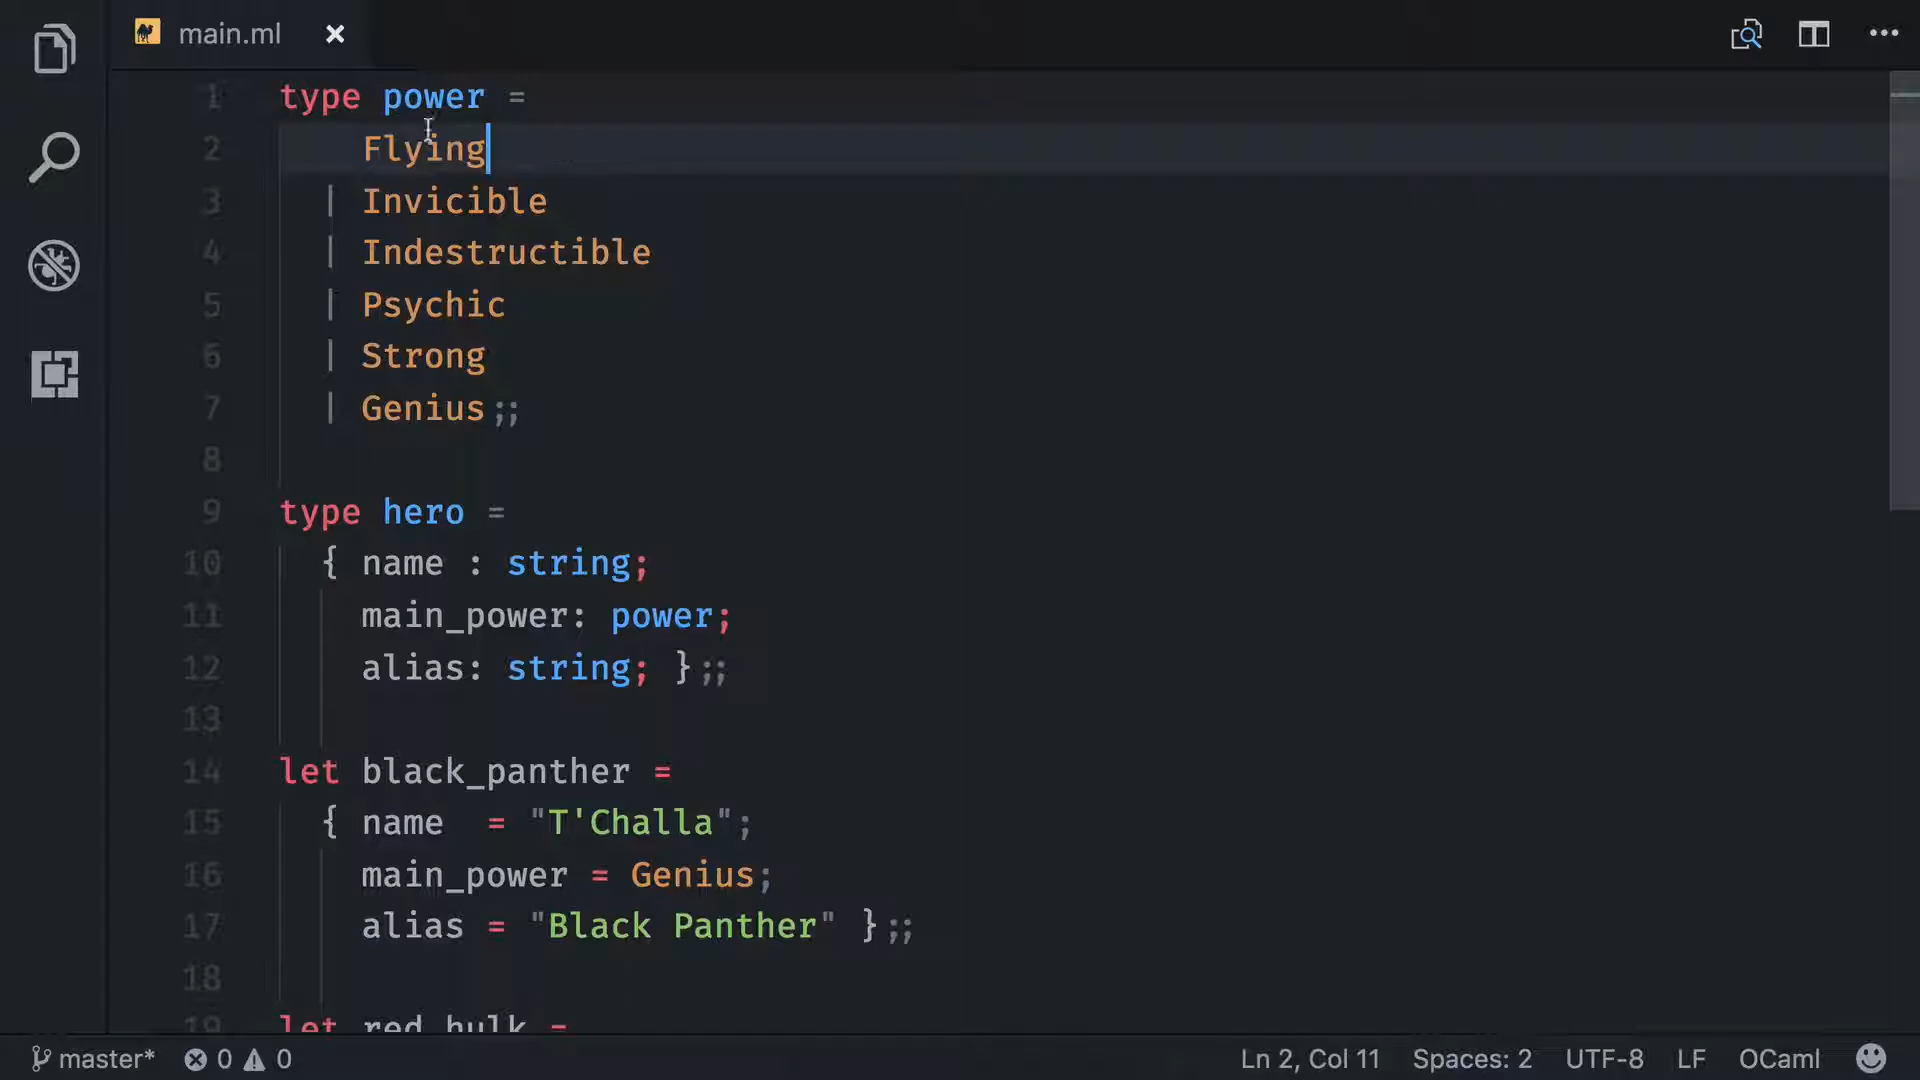 main.ml
1 type power =
2 Flying
3 | Invicible
4 | Indestructible
5 | Psychic
6 | Strong
7 | Genius;;
8
9 type hero =
10 { name : string;
11 main_power: power;
12 alias: string; };;
13
14 let black_panther =
15 { name  = "T'Challa";
16 main_power = Genius;
17 alias = "Black Panther" };;
18
19 let red_hulk =
master* 0 0 Ln 2, Col 11 Spaces: 2 UTF-8 LF OCaml